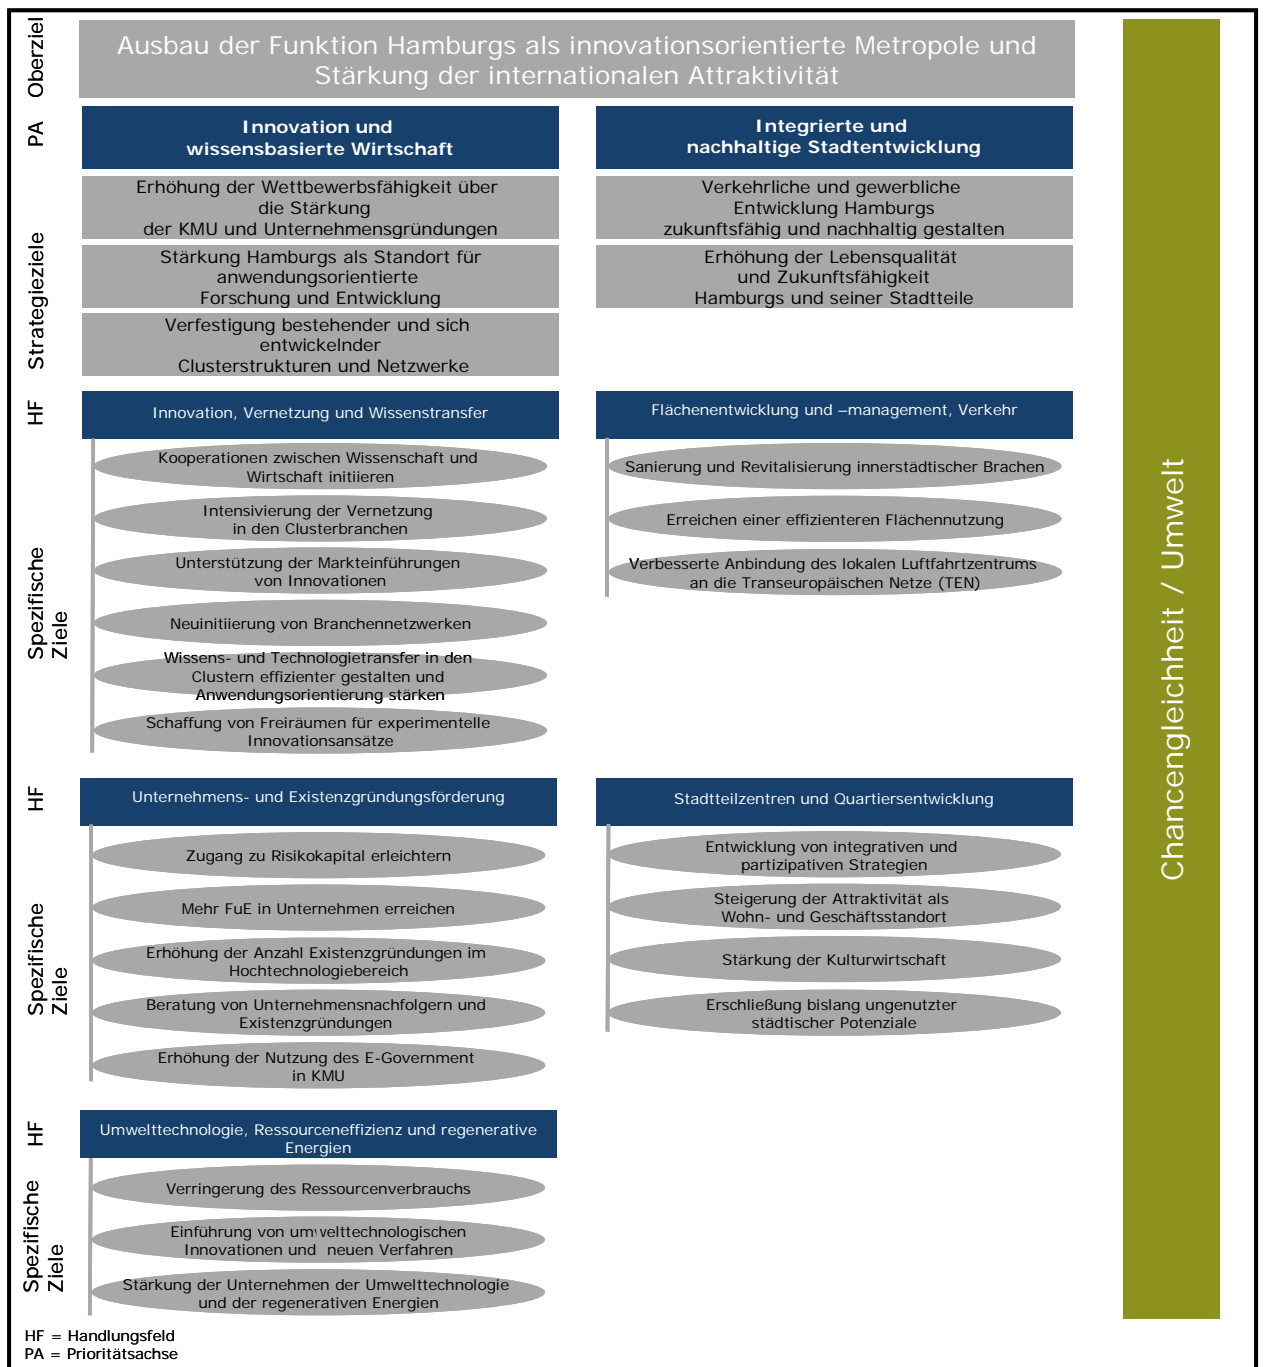 Oberziel
Ausbau der Funktion Hamburgs als innovationsorientierte Metropole und
Stärkung der internationalen Attraktivität
PA
Innovation und
wissensbasierte Wirtschaft
Integrierte und
nachhaltige Stadtentwicklung
Strategieziele
Erhöhung der Wettbewerbsfähigkeit über
die Stärkung
der KMU und Unternehmensgründungen
Stärkung Hamburgs als Standort für
anwendungsorientierte
Forschung und Entwicklung
Verfestigung bestehender und sich
entwickelnder
Clusterstrukturen und Netzwerke
Verkehrliche und gewerbliche
Entwicklung Hamburgs
zukunftsfähig und nachhaltig gestalten
Erhöhung der Lebensqualität
und Zukunftsfähigkeit
Hamburgs und seiner Stadtteile
HF
Innovation, Vernetzung und Wissenstransfer
Spezifische
Ziele
Kooperationen zwischen Wissenschaft und
Wirtschaft initiieren
Intensivierung der Vernetzung
in den Clusterbranchen
Unterstützung der Markteinführungen
von Innovationen
Neuinitiierung von Branchennetzwerken
Wissens- und Technologietransfer in den
Clustern effizienter gestalten und
Anwendungsorientierung stärken
Schaffung von Freiräumen für experimentelle
Innovationsansätze
Flächenentwicklung und –management, Verkehr
Sanierung und Revitalisierung innerstädtischer Brachen
Erreichen einer effizienteren Flächennutzung
Verbesserte Anbindung des lokalen Luftfahrtzentrums
an die Transeuropäischen Netze (TEN)
HF
Unternehmens- und Existenzgründungsförderung
Spezifische
Ziele
Zugang zu Risikokapital erleichtern
Mehr FuE in Unternehmen erreichen
Erhöhung der Anzahl Existenzgründungen im
Hochtechnologiebereich
Beratung von Unternehmensnachfolgern und
Existenzgründungen
Erhöhung der Nutzung des E-Government
in KMU
Stadtteilzentren und Quartiersentwicklung
Entwicklung von integrativen und
partizipativen Strategien
Steigerung der Attraktivität als
Wohn- und Geschäftsstandort
Stärkung der Kulturwirtschaft
Erschließung bislang ungenutzter
städtischer Potenziale
HF
Umwelttechnologie, Ressourceneffizienz und regenerative
Energien
Spezifische
Ziele
Verringerung des Ressourcenverbrauchs
Einführung von umwelttechnologischen
Innovationen und neuen Verfahren
Stärkung der Unternehmen der Umwelttechnologie
und der regenerativen Energien
Chancengleichheit / Umwelt
HF = Handlungsfeld
PA = Prioritätsachse